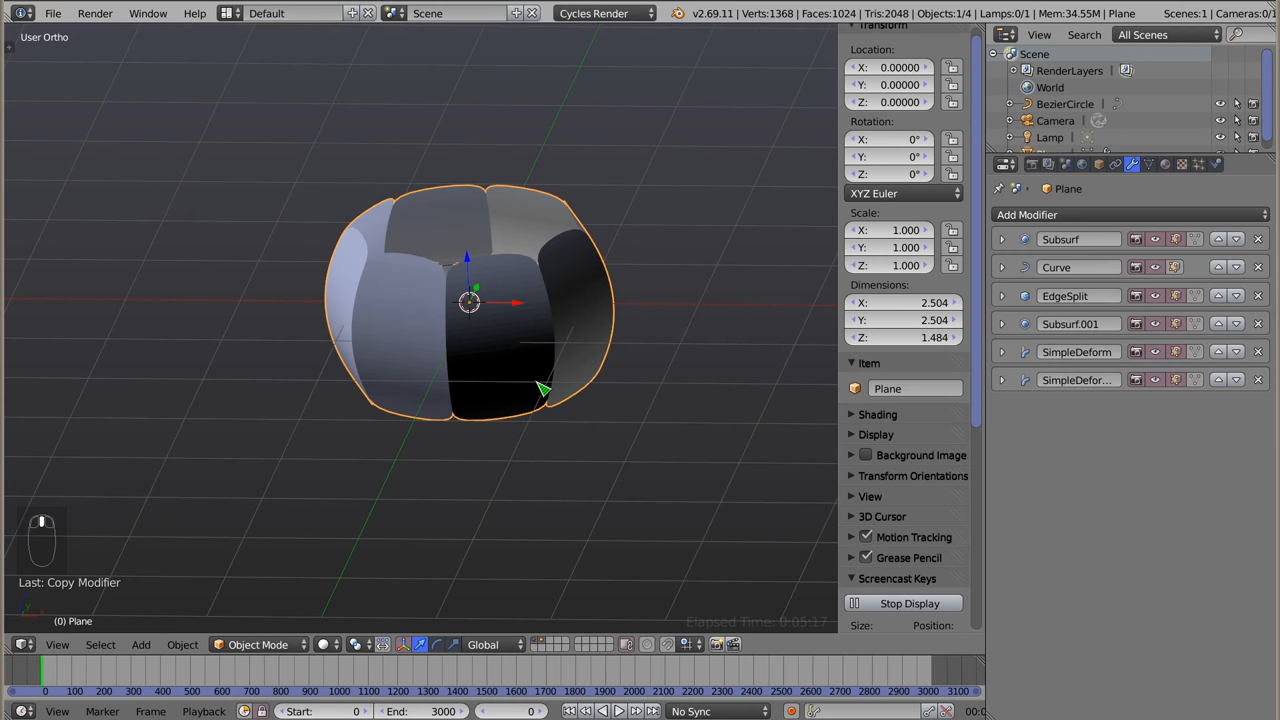 File Render Window Help Default Scene Cycles Render v2.69.11 | Verts:1368 | Faces:1024 | Tris:2048 | Objects:1/4 | Lamps:0/1 | Mem:34.55M | Plane Scenes:1 | Cameras:0/1
User Ortho
Transform
Location:
X: 0.00000
Y: 0.00000
Z: 0.00000
Rotation:
X: 0°
Y: 0°
Z: 0°
XYZ Euler
Scale:
X: 1.000
Y: 1.000
Z: 1.000
Dimensions:
X: 2.504
Y: 2.504
Z: 1.484
Item
Plane
Shading
Display
Background Image
Transform Orientations
View
3D Cursor
Motion Tracking
Grease Pencil
Screencast Keys
Stop Display
Size: Position:
View Search All Scenes
Scene
RenderLayers
World
BezierCircle
Camera
Lamp
Plane
Add Modifier
Subsurf
Curve
EdgeSplit
Subsurf.001
SimpleDeform
SimpleDefor...
Last: Copy Modifier
(0) Plane
Elapsed Time: 0:05:17
View Select Add Object Object Mode Global
0 100 200 300 400 500 600 700 800 900 1000 1100 1200 1300 1400 1500 1600 1700 1800 1900 2000 2100 2200 2300 2400 2500 2600 2700 2800 2900 3000 3100
View Marker Frame Playback Start: 0 End: 3000 0 No Sync